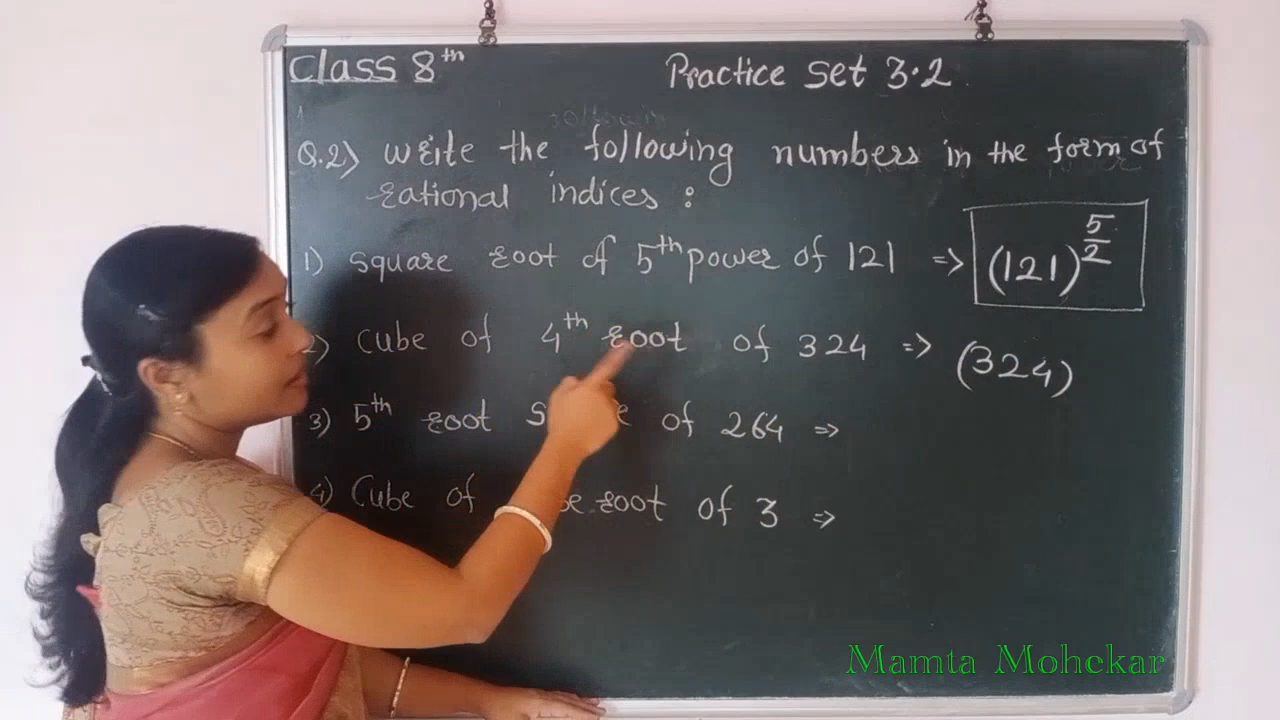 Class 8th
Practice Set 3.2
Q.2) Write the following numbers in the form of
rational indices :
1) square root of 5th power of 121 => (121)^5/2
2) Cube of 4th root of 324 => (324)
3) 5th root of 264 =>
4) Cube of root of 3 =>
Mamta Mohekar